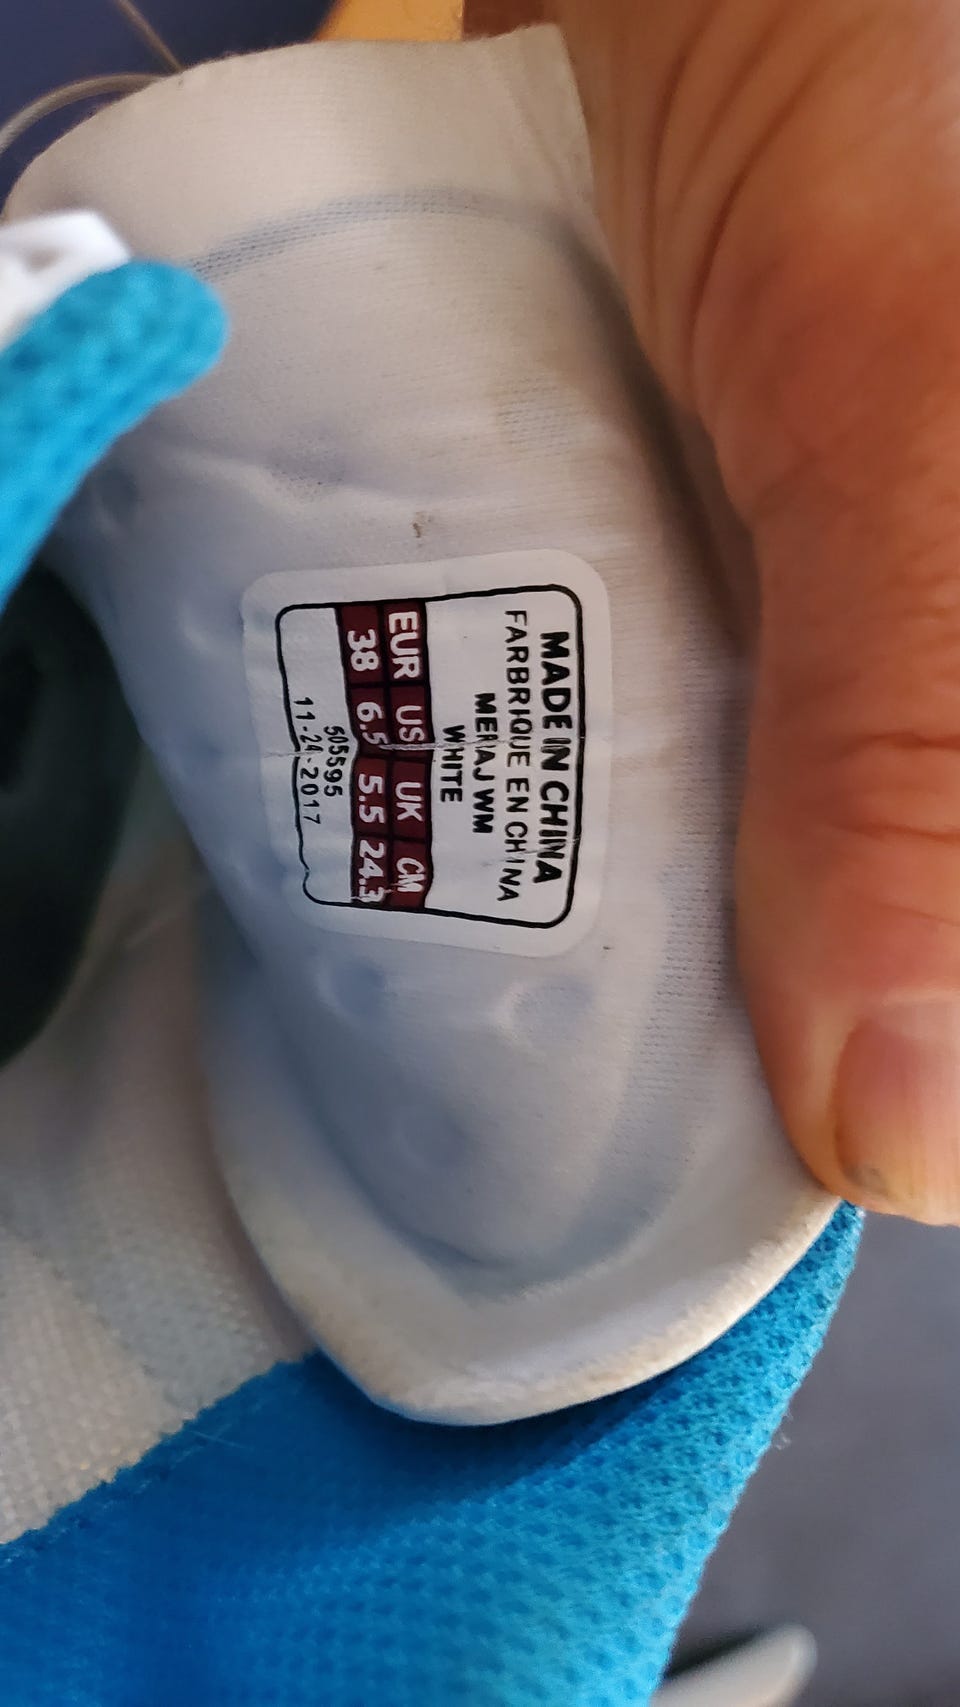 MADE IN CHINA
FARBRIQUE EN CHINA
MERAJ WM
WHITE
EUR US UK CM
38 6.5 5.5 24.3
505595
11-24-2017